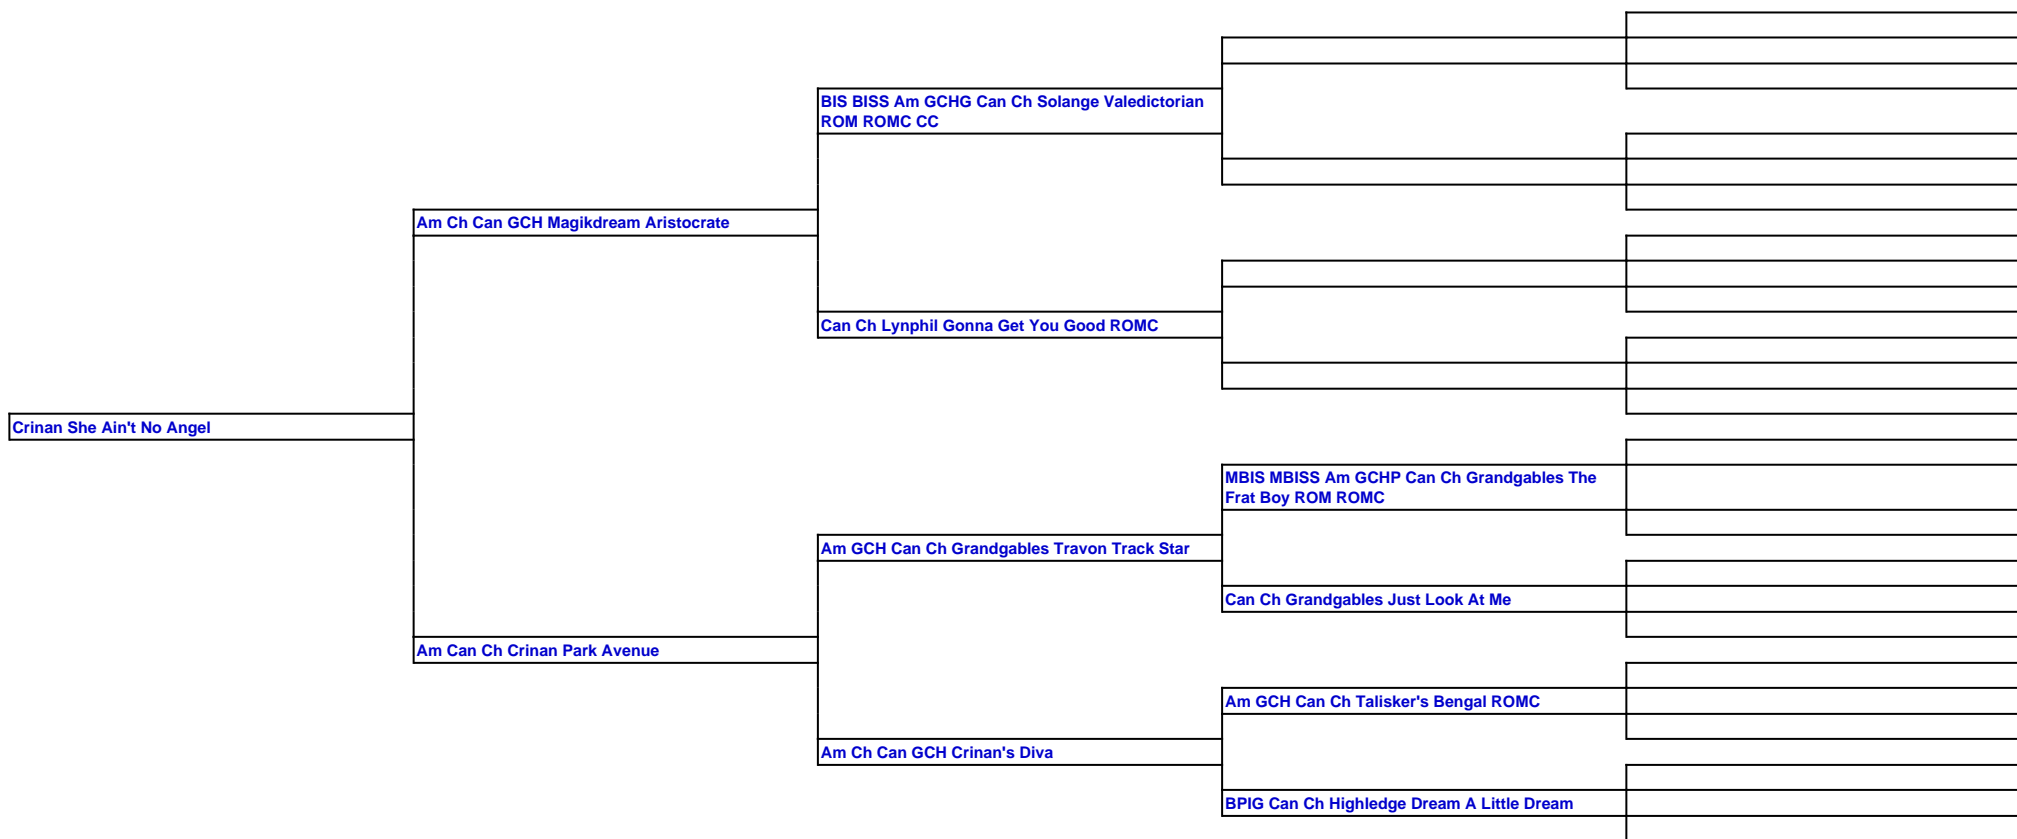 BIS BISS Am GCHG Can Ch Solange Valedictorian
ROM ROMC CC
Am Ch Can GCH Magikdream Aristocrate
Can Ch Lynphil Gonna Get You Good ROMC
Crinan She Ain't No Angel
MBIS MBISS Am GCHP Can Ch Grandgables The
Frat Boy ROM ROMC
Am GCH Can Ch Grandgables Travon Track Star
Can Ch Grandgables Just Look At Me
Am Can Ch Crinan Park Avenue
Am GCH Can Ch Talisker's Bengal ROMC
Am Ch Can GCH Crinan's Diva
BPIG Can Ch Highledge Dream A Little Dream